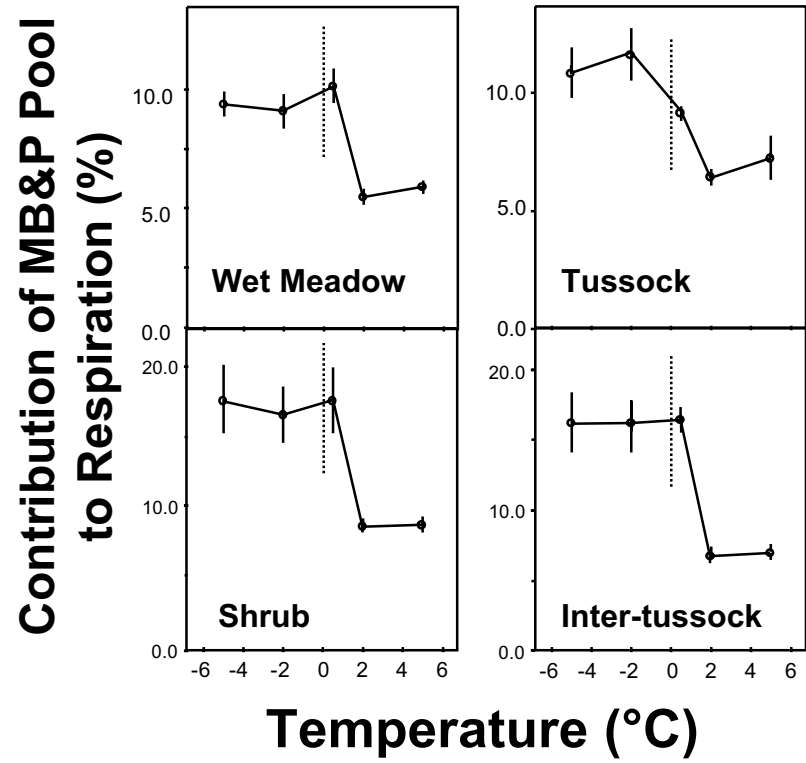 Contribution of MB&P Pool
to Respiration (%)
10.0
5.0
0.0
Wet Meadow
10.0
5.0
0.0
Tussock
20.0
10.0
0.0
Shrub
-6 -4 -2 0 2 4 6
20.0
10.0
0.0
Inter-tussock
-6 -4 -2 0 2 4 6
Temperature (°C)